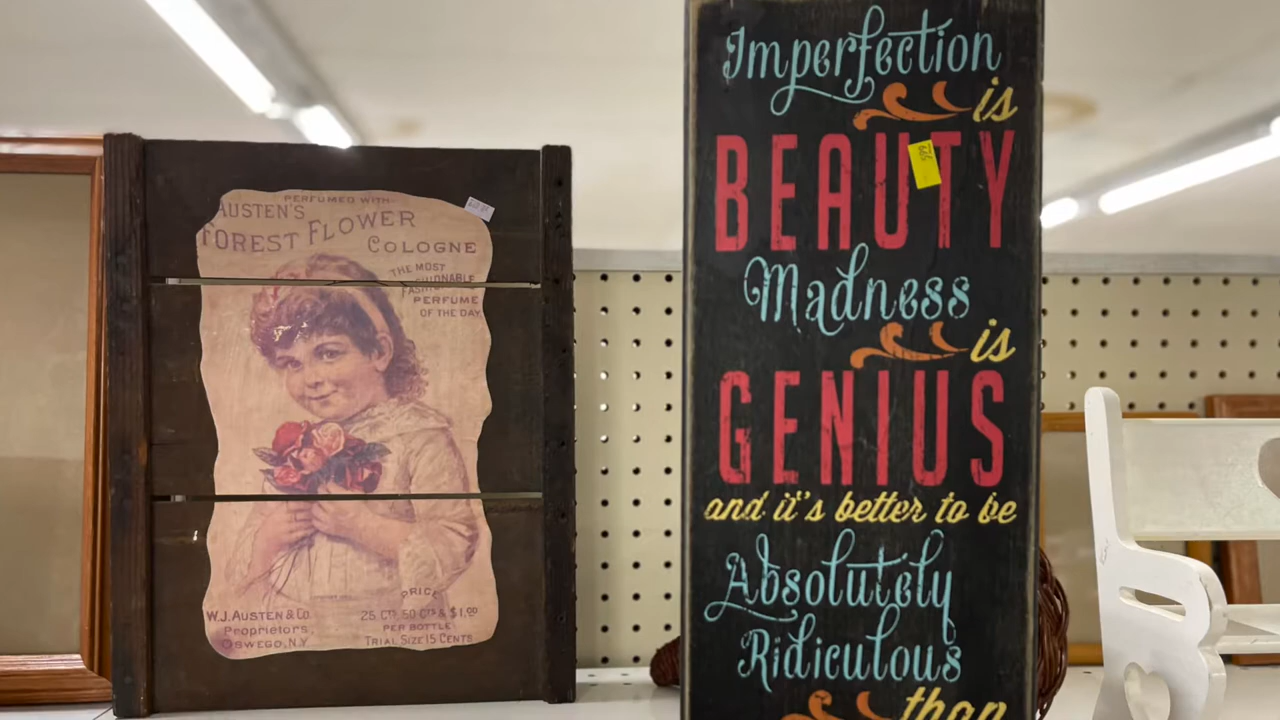 PERFUMED WITH
AUSTEN'S
FOREST FLOWER
COLOGNE
THE MOST
FASHIONABLE
PERFUME
OF THE DAY
W.J. AUSTEN & Co.
Proprietors,
OSWEGO, N.Y.
PRICE
25 CTS, 50 CTS & $1.00
PER BOTTLE
TRIAL SIZE 15 CENTS
Imperfection
is
BEAUTY
Madness
is
GENIUS
and it's better to be
Absolutely
Ridiculous
than